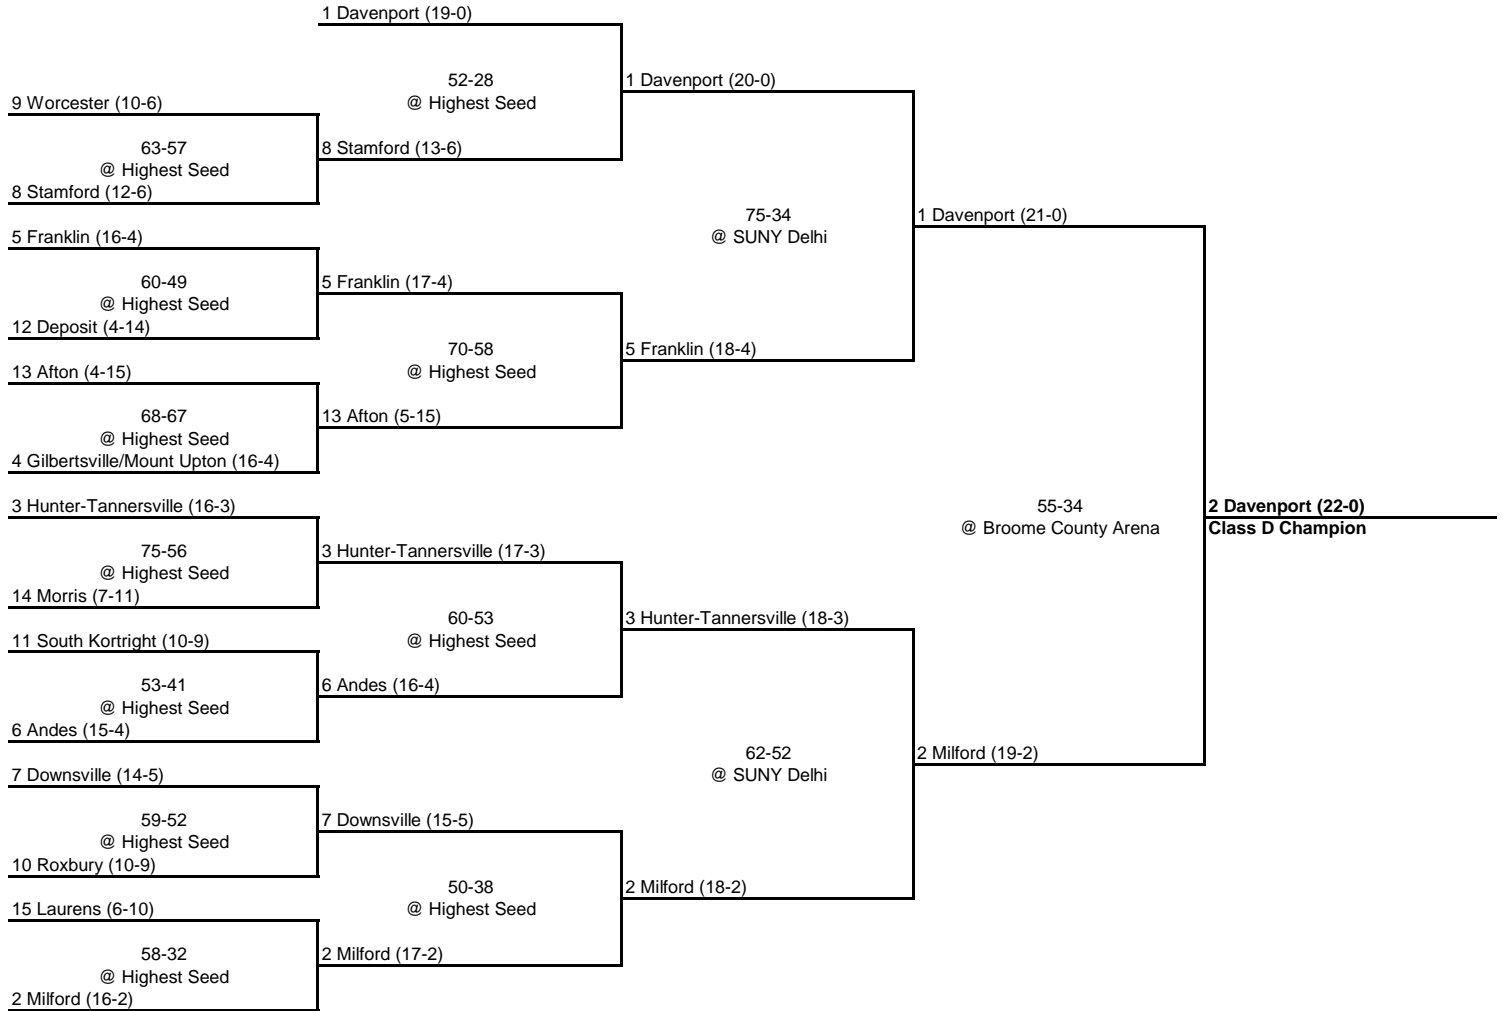 1 Davenport (19-0)
52-28
@ Highest Seed
1 Davenport (20-0)
9 Worcester (10-6)
63-57
@ Highest Seed
8 Stamford (13-6)
8 Stamford (12-6)
75-34
@ SUNY Delhi
1 Davenport (21-0)
5 Franklin (16-4)
60-49
@ Highest Seed
5 Franklin (17-4)
12 Deposit (4-14)
70-58
@ Highest Seed
5 Franklin (18-4)
13 Afton (4-15)
68-67
@ Highest Seed
13 Afton (5-15)
4 Gilbertsville/Mount Upton (16-4)
55-34
@ Broome County Arena
2 Davenport (22-0)
Class D Champion
3 Hunter-Tannersville (16-3)
75-56
@ Highest Seed
3 Hunter-Tannersville (17-3)
14 Morris (7-11)
60-53
@ Highest Seed
3 Hunter-Tannersville (18-3)
11 South Kortright (10-9)
53-41
@ Highest Seed
6 Andes (16-4)
6 Andes (15-4)
62-52
@ SUNY Delhi
2 Milford (19-2)
7 Downsville (14-5)
59-52
@ Highest Seed
7 Downsville (15-5)
10 Roxbury (10-9)
50-38
@ Highest Seed
2 Milford (18-2)
15 Laurens (6-10)
58-32
@ Highest Seed
2 Milford (17-2)
2 Milford (16-2)